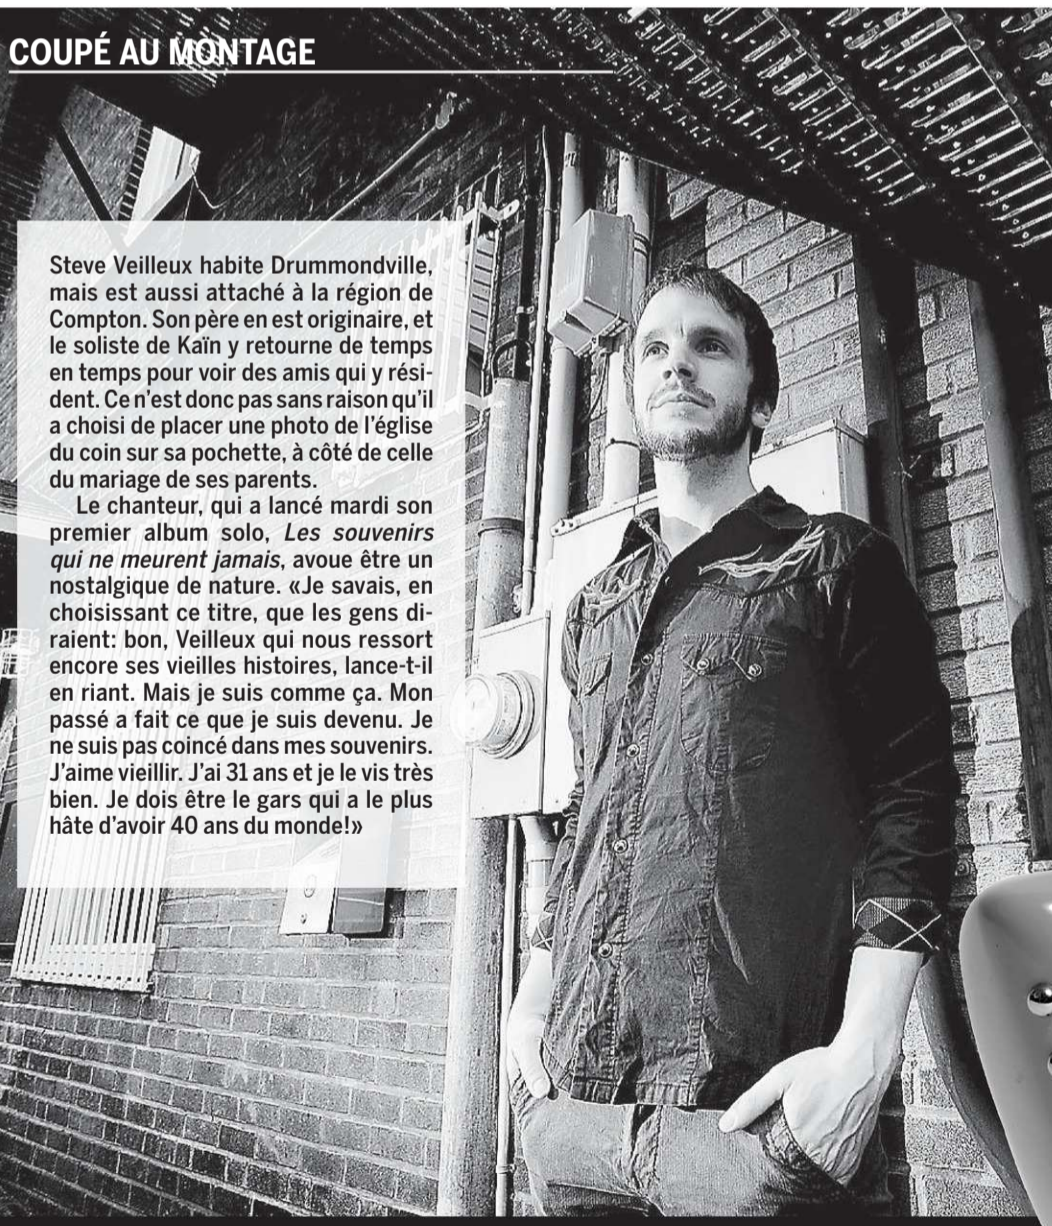 COUPÉ AU MONTAGE
Steve Veilleux habite Drummondville,
mais est aussi attaché à la région de
Compton. Son père en est originaire, et
le soliste de Kaïn y retourne de temps
en temps pour voir des amis qui y rési-
dent. Ce n'est donc pas sans raison qu'il
a choisi de placer une photo de l'église
du coin sur sa pochette, à côté de celle
du mariage de ses parents.
Le chanteur, qui a lancé mardi son
premier album solo, Les souvenirs
qui ne meurent jamais, avoue être un
nostalgique de nature. «Je savais, en
choisissant ce titre, que les gens di-
raient: bon, Veilleux qui nous ressort
encore ses vieilles histoires, lance-t-il
en riant. Mais je suis comme ça. Mon
passé a fait ce que je suis devenu. Je
ne suis pas coincé dans mes souvenirs.
J'aime vieillir. J'ai 31 ans et je le vis très
bien. Je dois être le gars qui a le plus
hâte d'avoir 40 ans du monde!»